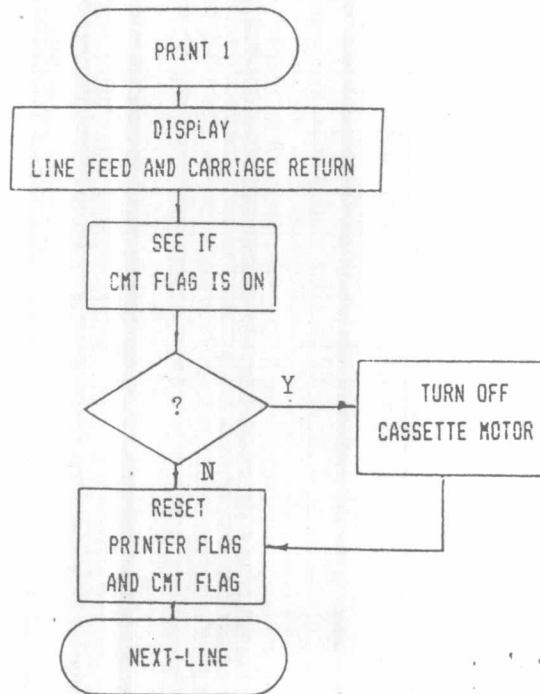 PRINT 1
DISPLAY
LINE FEED AND CARRIAGE RETURN
SEE IF
CMT FLAG IS ON
?
Y
TURN OFF
CASSETTE MOTOR
N
RESET
PRINTER FLAG
AND CMT FLAG
NEXT-LINE